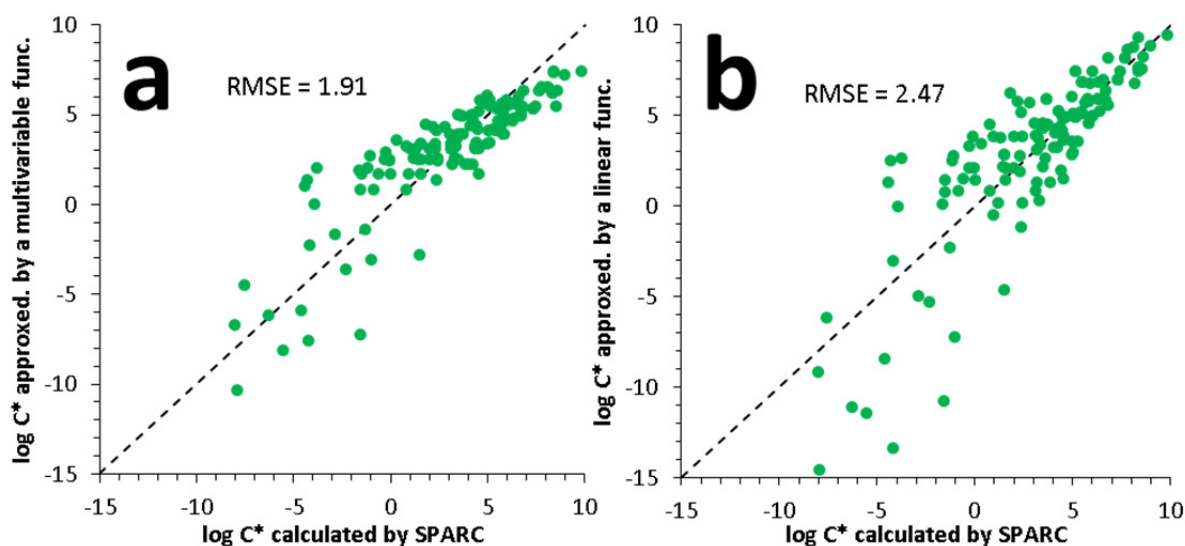 a
RMSE = 1.91
log C* approxed. by a multivariable func.
10
5
0
-5
-10
-15
-15 -10 -5 0 5 10
log C* calculated by SPARC
b
RMSE = 2.47
log C* approxed. by a linear func.
10
5
0
-5
-10
-15
-15 -10 -5 0 5 10
log C* calculated by SPARC